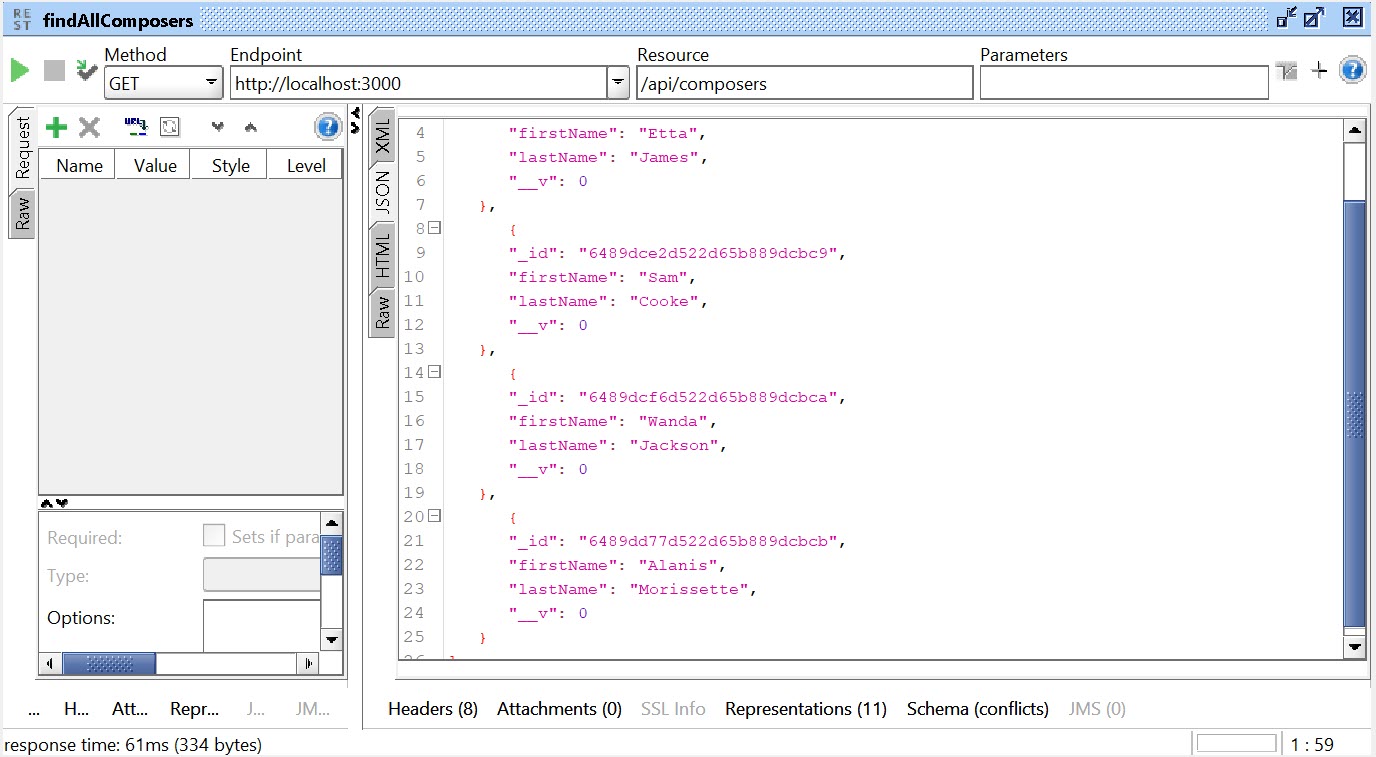 REST findAllComposers
Method Endpoint Resource Parameters
GET http://localhost:3000 /api/composers
Request
Raw
Name Value Style Level
Required: Sets if para
Type:
Options:
XML
JSON
HTML
Raw
4 "firstName": "Etta",
5 "lastName": "James",
6 "__v": 0
7 },
8 {
9 "_id": "6489dce2d522d65b889dcbc9",
10 "firstName": "Sam",
11 "lastName": "Cooke",
12 "__v": 0
13 },
14 {
15 "_id": "6489dcf6d522d65b889dcbca",
16 "firstName": "Wanda",
17 "lastName": "Jackson",
18 "__v": 0
19 },
20 {
21 "_id": "6489dd77d522d65b889dcbcb",
22 "firstName": "Alanis",
23 "lastName": "Morissette",
24 "__v": 0
25 }
... H... Att... Repr... J... JM...
Headers (8) Attachments (0) SSL Info Representations (11) Schema (conflicts) JMS (0)
response time: 61ms (334 bytes) 1 : 59